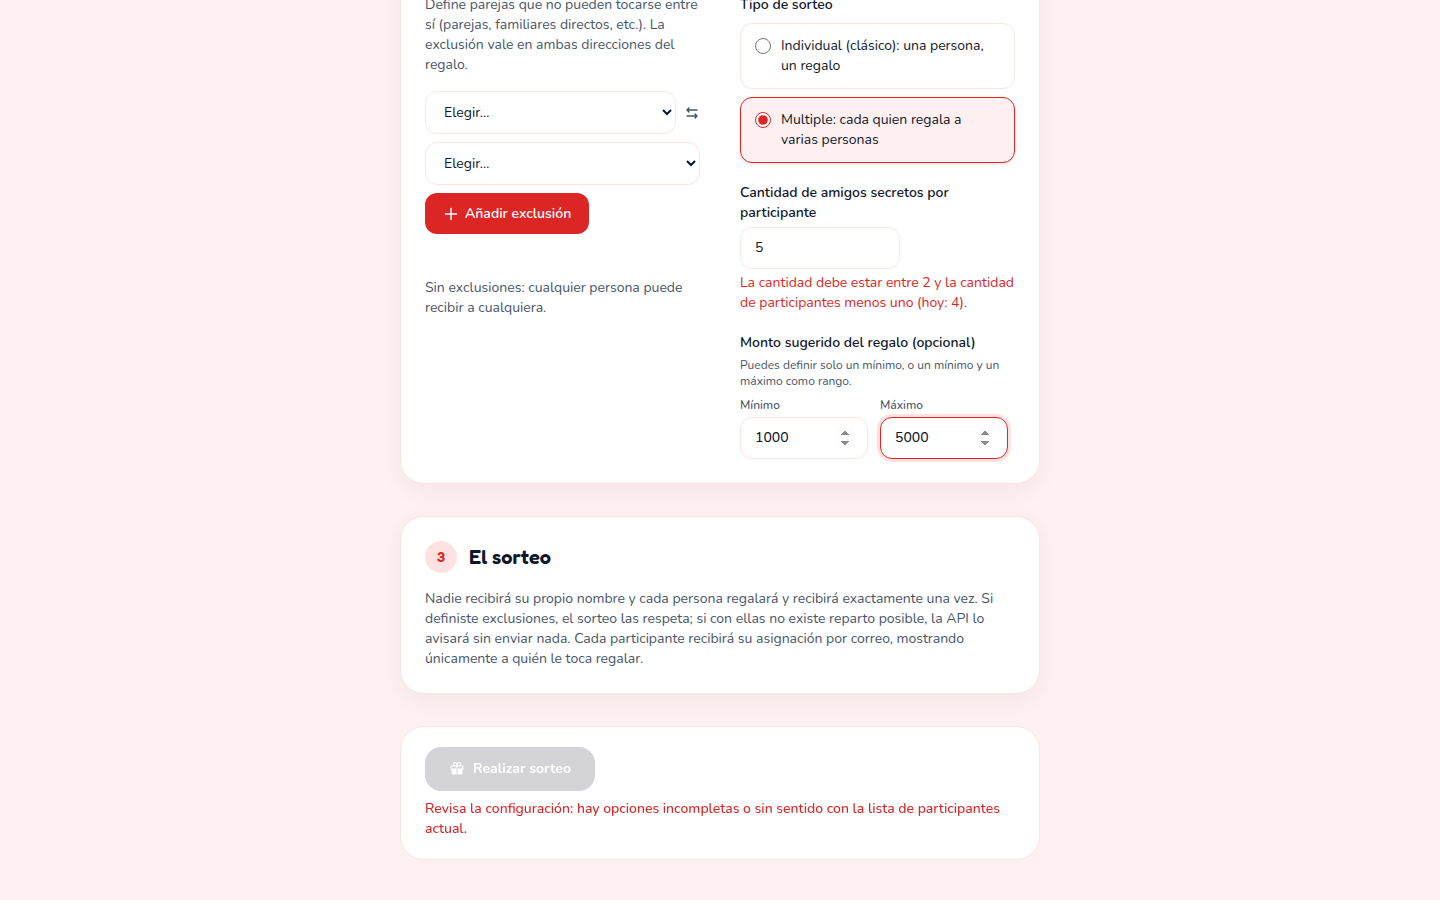 Define parejas que no pueden tocarse entre
sí (parejas, familiares directos, etc.). La
exclusión vale en ambas direcciones del
regalo.
Elegir...
Elegir...
Añadir exclusión
Sin exclusiones: cualquier persona puede
recibir a cualquiera.
Tipo de sorteo
Individual (clásico): una persona,
un regalo
Multiple: cada quien regala a
varias personas
Cantidad de amigos secretos por
participante
5
La cantidad debe estar entre 2 y la cantidad
de participantes menos uno (hoy: 4).
Monto sugerido del regalo (opcional)
Puedes definir solo un mínimo, o un mínimo y un
máximo como rango.
Mínimo
Máximo
1000
5000
3
El sorteo
Nadie recibirá su propio nombre y cada persona regalará y recibirá exactamente una vez. Si
definiste exclusiones, el sorteo las respeta; si con ellas no existe reparto posible, la API lo
avisará sin enviar nada. Cada participante recibirá su asignación por correo, mostrando
únicamente a quién le toca regalar.
Realizar sorteo
Revisa la configuración: hay opciones incompletas o sin sentido con la lista de participantes
actual.